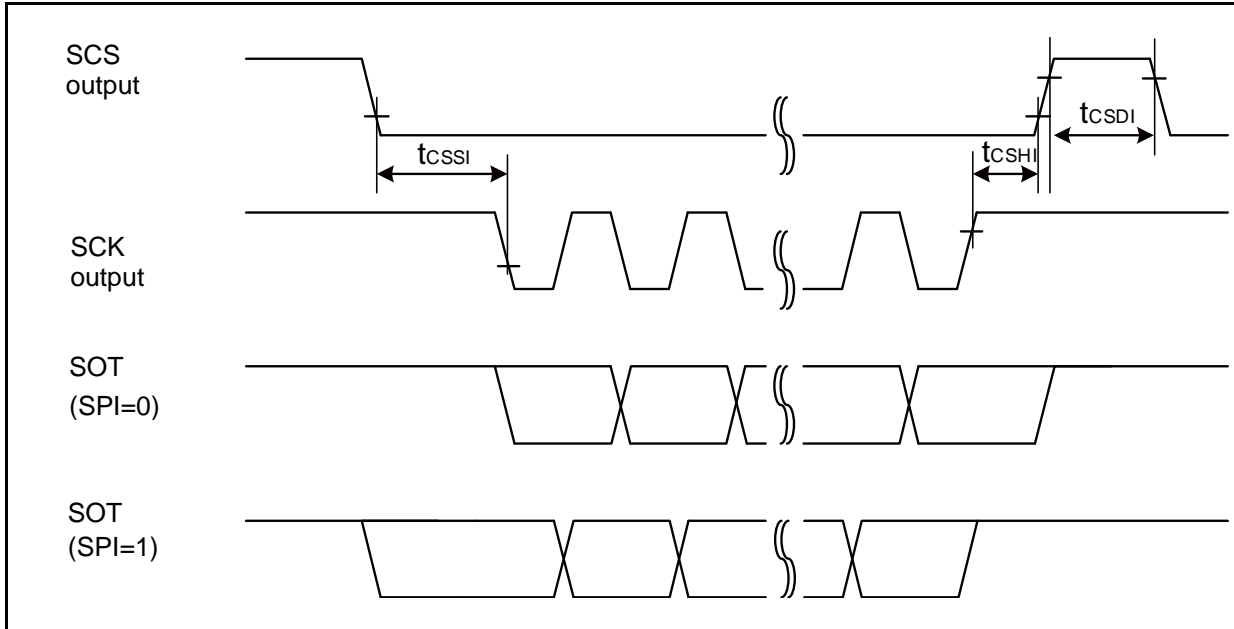 SCS
output
tCSDI
tCSSI
tCSHI
SCK
output
SOT
(SPI=0)
SOT
(SPI=1)